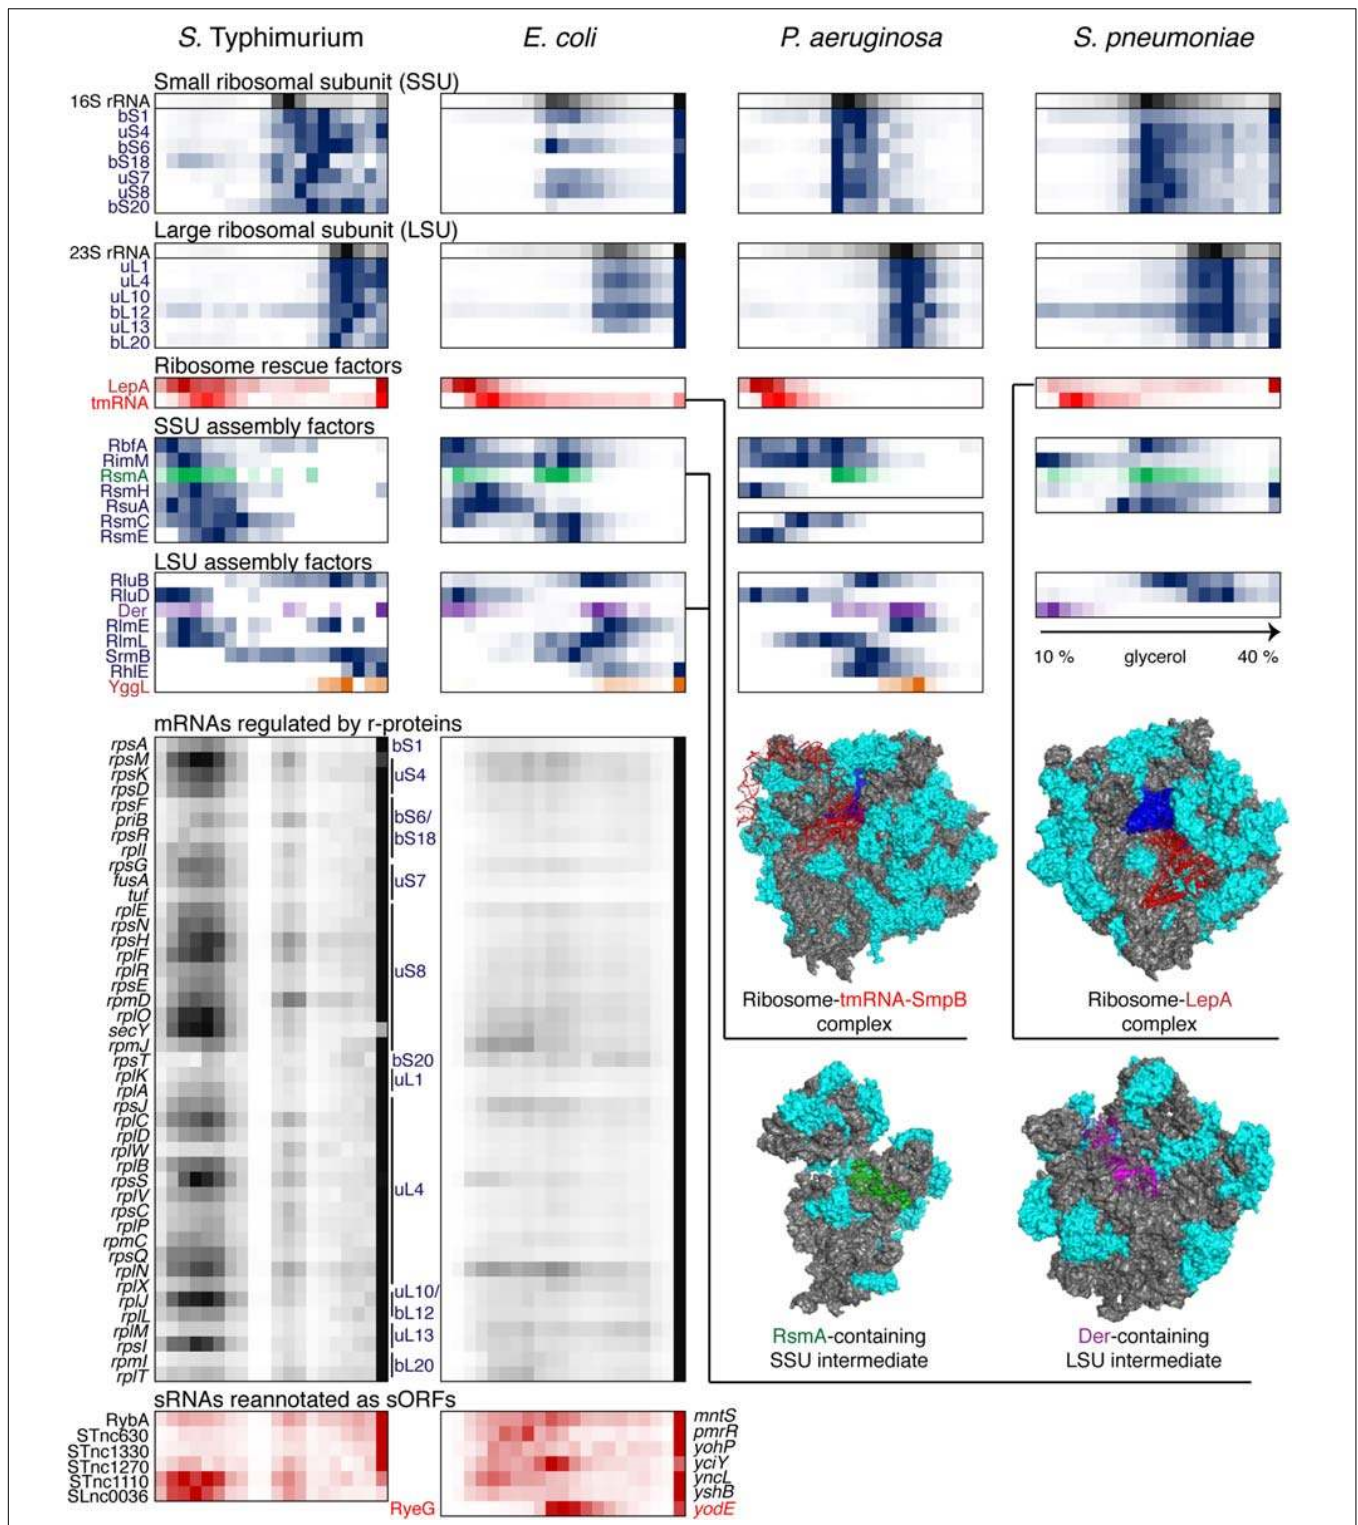 S. Typhimurium E. coli P. aeruginosa S. pneumoniae
Small ribosomal subunit (SSU)
16S rRNA
bS1
uS4
bS6
bS18
uS7
uS8
bS20
Large ribosomal subunit (LSU)
23S rRNA
uL1
uL4
uL10
bL12
uL13
bL20
Ribosome rescue factors
LepA
tmRNA
SSU assembly factors
RbfA
RimM
RsmA
RsmH
RsuA
RsmC
RsmE
LSU assembly factors
RluB
RluD
Der
RlmE
RlmL
SrmB
RhlE
YggL
10 % glycerol 40 %
mRNAs regulated by r-proteins
rpsA
rpsM
rpsK
rpsD
rpsF
priB
rpsR
rplI
rpsG
fusA
tuf
rplE
rpsN
rpsH
rplF
rplR
rpsE
rpmD
rplO
secY
rpmJ
rpsT
rplK
rplA
rpsJ
rplC
rplD
rplW
rplB
rpsS
rplV
rpsC
rplP
rpmC
rpsQ
rplN
rplX
rplJ
rplL
rplM
rpsI
rpmI
rplT
bS1
uS4
bS6/
bS18
uS7
uS8
bS20
uL1
uL4
uL10/
bL12
uL13
bL20
Ribosome-tmRNA-SmpB
complex
Ribosome-LepA
complex
RsmA-containing
SSU intermediate
Der-containing
LSU intermediate
sRNAs reannotated as sORFs
RybA
STnc630
STnc1330
STnc1270
STnc1110
SLnc0036
RyeG
mntS
pmrR
yohP
yciY
yncL
yshB
yodE